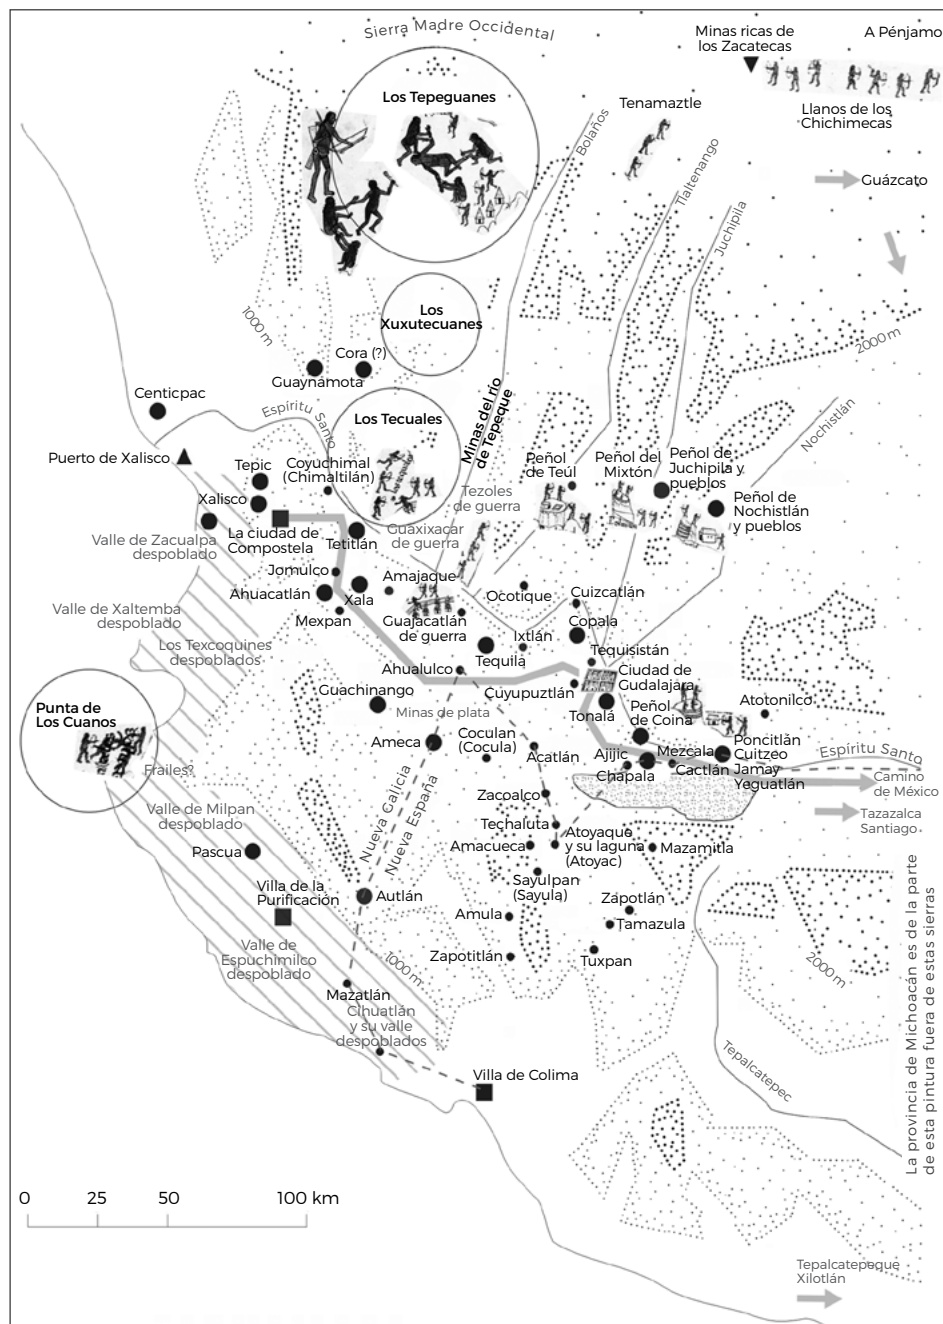 Sierra Madre Occidental
Minas ricas de
los Zacatecas
A Pénjamo
Los Tepeguanes
Tenamaztle
Llanos de los
Chichimecas
Bolaños
Tlaltenango
Guázcato
Juchipila
Los
Xuxutecuanes
1000 m
2000 m
Cora (?)
Guaynamota
Centicpac
Espíritu Santo
Los Tecuales
Minas del río
de Tepeque
Nochistlán
Puerto de Xalisco
Tepic
Coyuchimal
(Chimaltilán)
Peñol
de Teúl
Peñol del
Mixtón
Peñol de
Juchipila y
pueblos
Xalisco
Tezoles
de guerra
Peñol de
Nochistlán
y pueblos
La ciudad de
Compostela
Tetitlán
Guaxixacar
de guerra
Valle de Zacualpa
despoblado
Jomulco
Ahuacatlán
Xala
Amajaque
Ocotique
Cuizcatlán
Mexpan
Guajacatlán
de guerra
Copala
Valle de Xaltemba
despoblado
Los Texcoquines
despoblados
Ixtlán
Tequila
Tequisistán
Ahualulco
Cuyupuztlán
Ciudad de
Gudalajara
Guachinango
Tonalá
Peñol
de Coina
Atotonilco
Punta de
Los Cuanos
Minas de plata
Ameca
Coculan
(Cocula)
Acatlán
Ajijic
Mezcala
Poncitlán
Cuitzeo
Espíritu Santo
Frailes?
Chapala
Cactlán
Jamay
Yeguatlán
Camino
de México
Zacoalco
Valle de Milpan
despoblado
Nueva Galicia
Nueva España
Techaluta
Tazazalca
Santiago
Pascua
Amacueca
Atoyaque
y su laguna
(Atoyac)
Mazamitla
Villa de la
Purificación
Autlán
Sayulpan
(Sayula)
Zapotlán
Amula
Tamazula
Valle de
Espuchimilco
despoblado
1000 m
Zapotitlán
Tuxpan
2000 m
Mazatlán
Cihuatlán
y su valle
despoblados
Villa de Colima
Tepalcatepec
La provincia de Michoacán es de la parte
de esta pintura fuera de estas sierras
0 25 50 100 km
Tepalcatepeque
Xilotlán